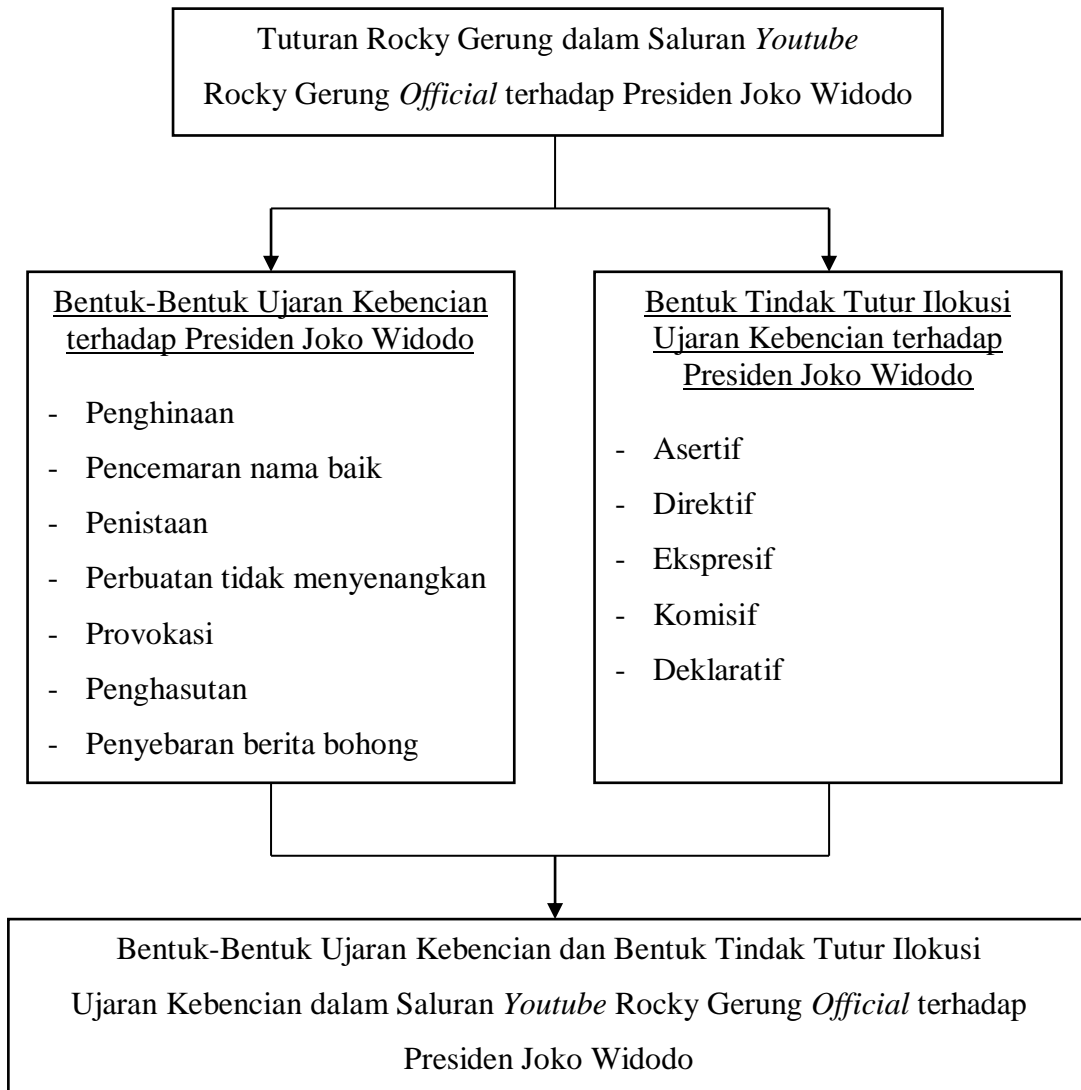 Tuturan Rocky Gerung dalam Saluran Youtube
Rocky Gerung Official terhadap Presiden Joko Widodo
Bentuk-Bentuk Ujaran Kebencian
terhadap Presiden Joko Widodo
- Penghinaan
- Pencemaran nama baik
- Penistaan
- Perbuatan tidak menyenangkan
- Provokasi
- Penghasutan
- Penyebaran berita bohong
Bentuk Tindak Tutur Ilokusi
Ujaran Kebencian terhadap
Presiden Joko Widodo
- Asertif
- Direktif
- Ekspresif
- Komisif
- Deklaratif
Bentuk-Bentuk Ujaran Kebencian dan Bentuk Tindak Tutur Ilokusi
Ujaran Kebencian dalam Saluran Youtube Rocky Gerung Official terhadap
Presiden Joko Widodo